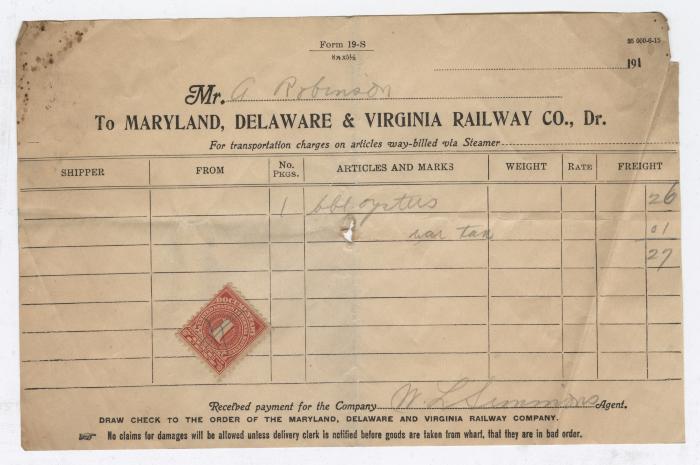 Form 19-S
8½x5½
191
Mr. A Robinson
To MARYLAND, DELAWARE & VIRGINIA RAILWAY CO., Dr.
For transportation charges on articles way-billed via Steamer
SHIPPER FROM No. PKGS. ARTICLES AND MARKS WEIGHT RATE FREIGHT
1 bbl oysters 26
war tax 01
27
DOCUMENTARY
Received payment for the Company W. L. Simmons Agent.
DRAW CHECK TO THE ORDER OF THE MARYLAND, DELAWARE AND VIRGINIA RAILWAY COMPANY.
No claims for damages will be allowed unless delivery clerk is notified before goods are taken from wharf, that they are in bad order.